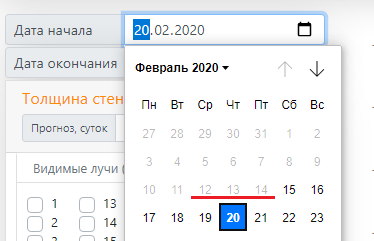 Дата начала 20.02.2020
Дата окончания
Февраль 2020
Толщина стен
Пн Вт Ср Чт Пт Сб Вс
Прогноз, суток
27 28 29 30 31 1 2
3 4 5 6 7 8 9
Видимые лучи (
10 11 12 13 14 15 16
1 13
17 18 19 20 21 22 23
2 14